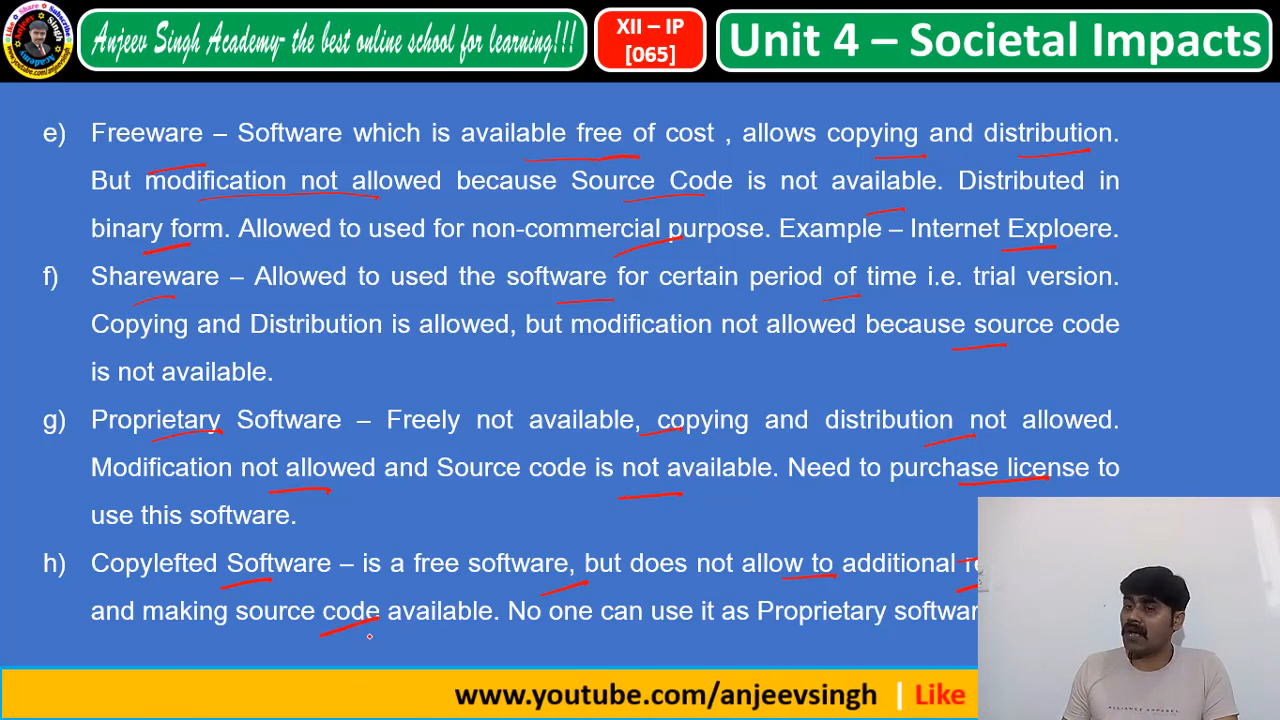 Anjeev Singh Academy- the best online school for learning!!!
XII – IP
[065]
Unit 4 – Societal Impacts
e) Freeware – Software which is available free of cost , allows copying and distribution.
But modification not allowed because Source Code is not available. Distributed in
binary form. Allowed to used for non-commercial purpose. Example – Internet Exploere.
f) Shareware – Allowed to used the software for certain period of time i.e. trial version.
Copying and Distribution is allowed, but modification not allowed because source code
is not available.
g) Proprietary Software – Freely not available, copying and distribution not allowed.
Modification not allowed and Source code is not available. Need to purchase license to
use this software.
h) Copylefted Software – is a free software, but does not allow to additional
and making source code available. No one can use it as Proprietary
www.youtube.com/anjeevsingh | Like
ALLIANCE APPAREL